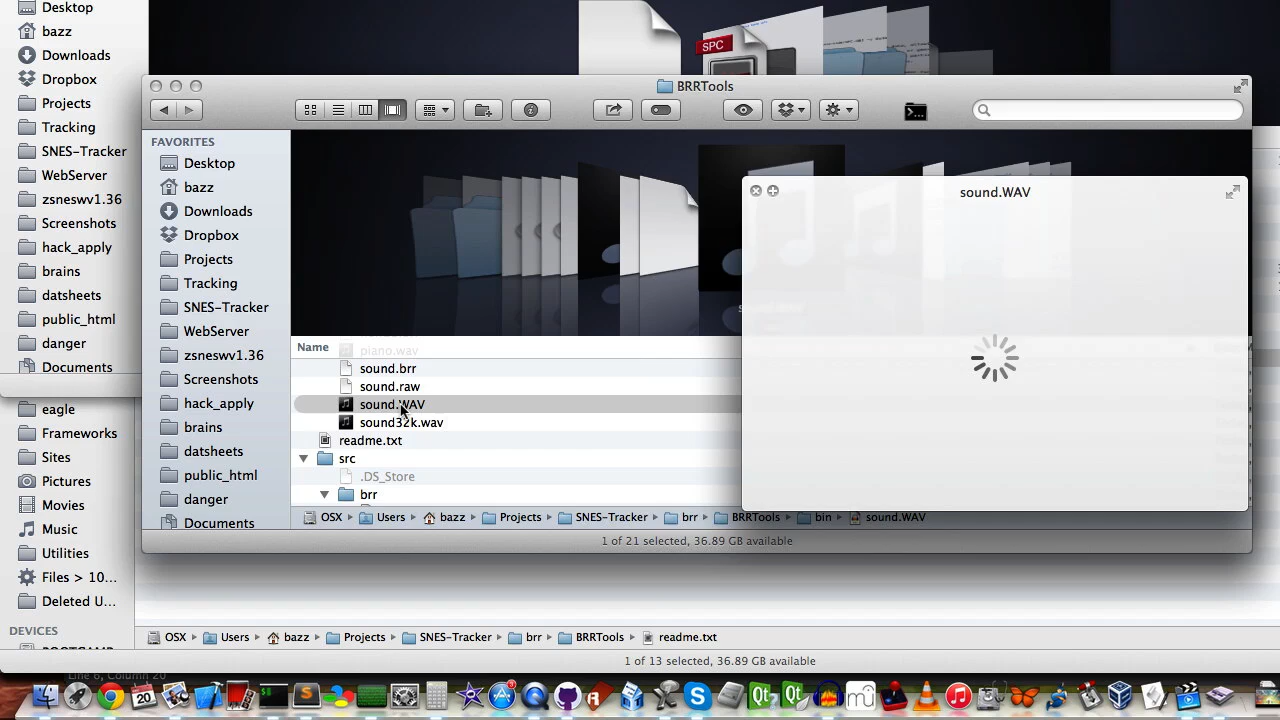 Desktop
bazz
Downloads
Dropbox
Projects
Tracking
SNES-Tracker
WebServer
zsneswv1.36
Screenshots
hack_apply
brains
datsheets
public_html
danger
Documents
eagle
Frameworks
Sites
Pictures
Movies
Music
Utilities
Files > 10...
Deleted U...
DEVICES
SPC
BRRTools
FAVORITES
Desktop
bazz
Downloads
Dropbox
Projects
Tracking
SNES-Tracker
WebServer
zsneswv1.36
Screenshots
hack_apply
brains
datsheets
public_html
danger
Documents
Name
piano.wav
sound.brr
sound.raw
sound.WAV
sound32k.wav
readme.txt
src
.DS_Store
brr
OSX Users bazz Projects SNES-Tracker brr BRRTools bin sound.WAV
1 of 21 selected, 36.89 GB available
sound.WAV
OSX Users bazz Projects SNES-Tracker brr BRRTools readme.txt
1 of 13 selected, 36.89 GB available
Line 6, Column 20